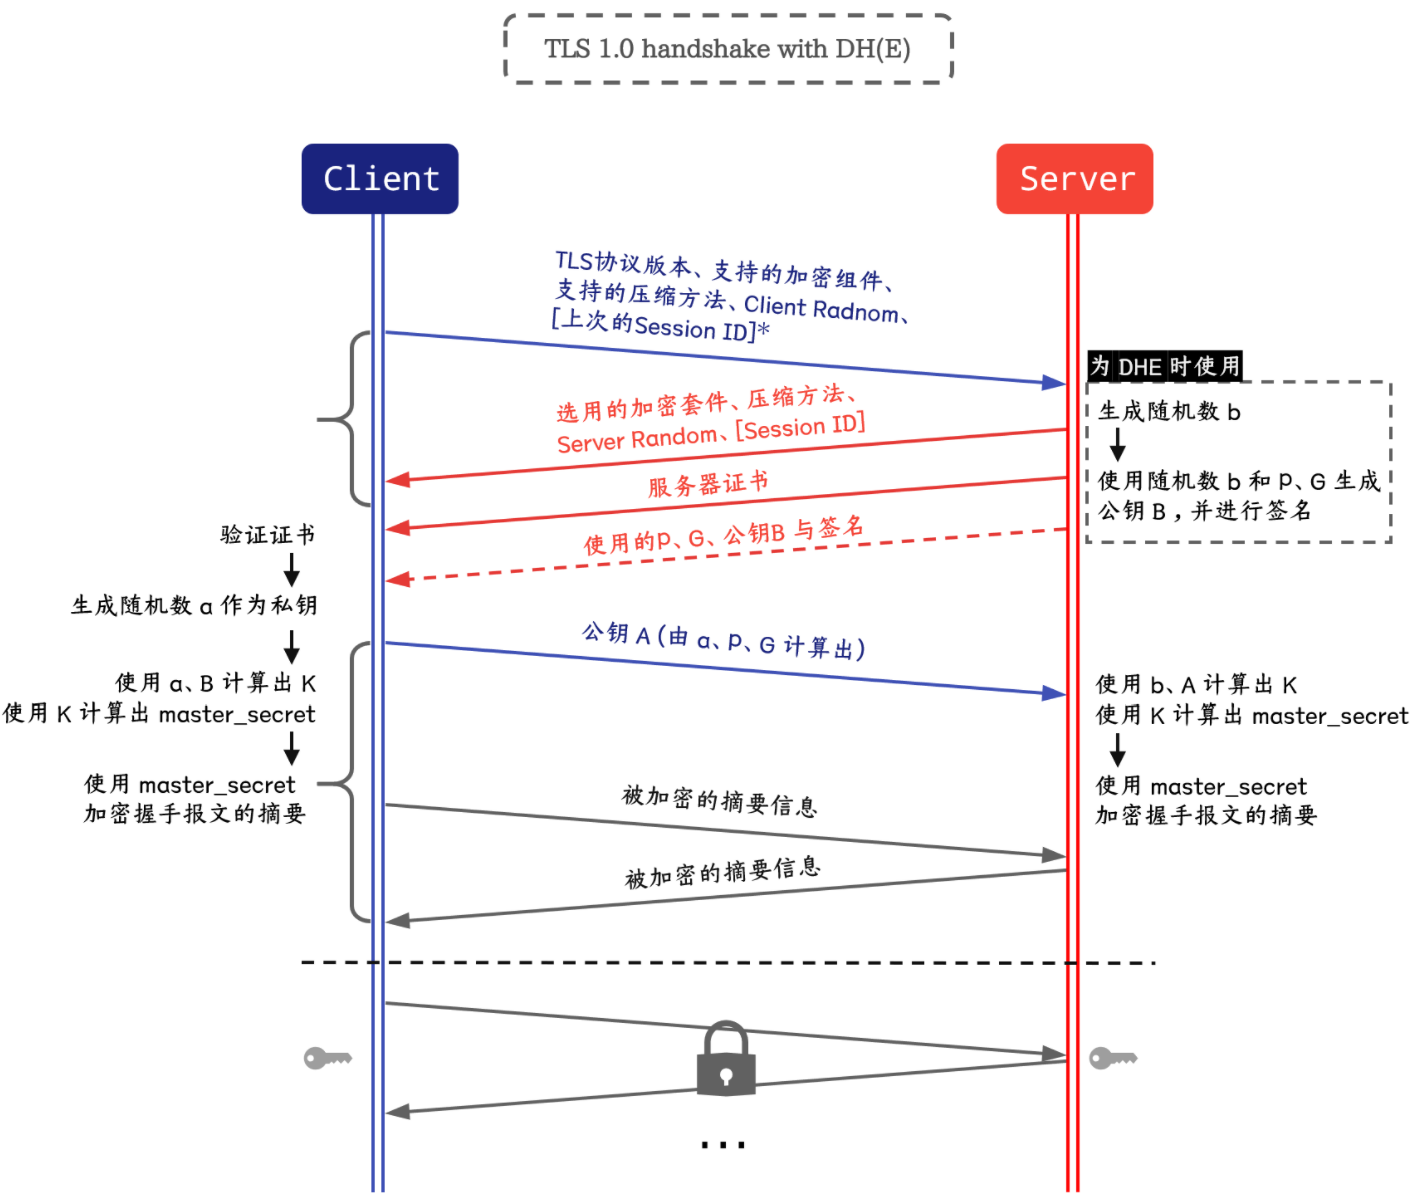 TLS 1.0 handshake with DH(E)
Client
Server
TLS协议版本、支持的加密组件、
支持的压缩方法、Client Radnom、
[上次的Session ID]*
为 DHE 时使用
生成随机数 b
使用随机数 b 和 P、G 生成
公钥 B，并进行签名
选用的加密套件、压缩方法、
Server Random、[Session ID]
服务器证书
使用的P、G、公钥B 与签名
验证证书
生成随机数 a 作为私钥
使用 a、B 计算出 K
使用 K 计算出 master_secret
使用 master_secret
加密握手报文的摘要
公钥 A (由 a、P、G 计算出)
使用 b、A 计算出 K
使用 K 计算出 master_secret
使用 master_secret
加密握手报文的摘要
被加密的摘要信息
被加密的摘要信息
...